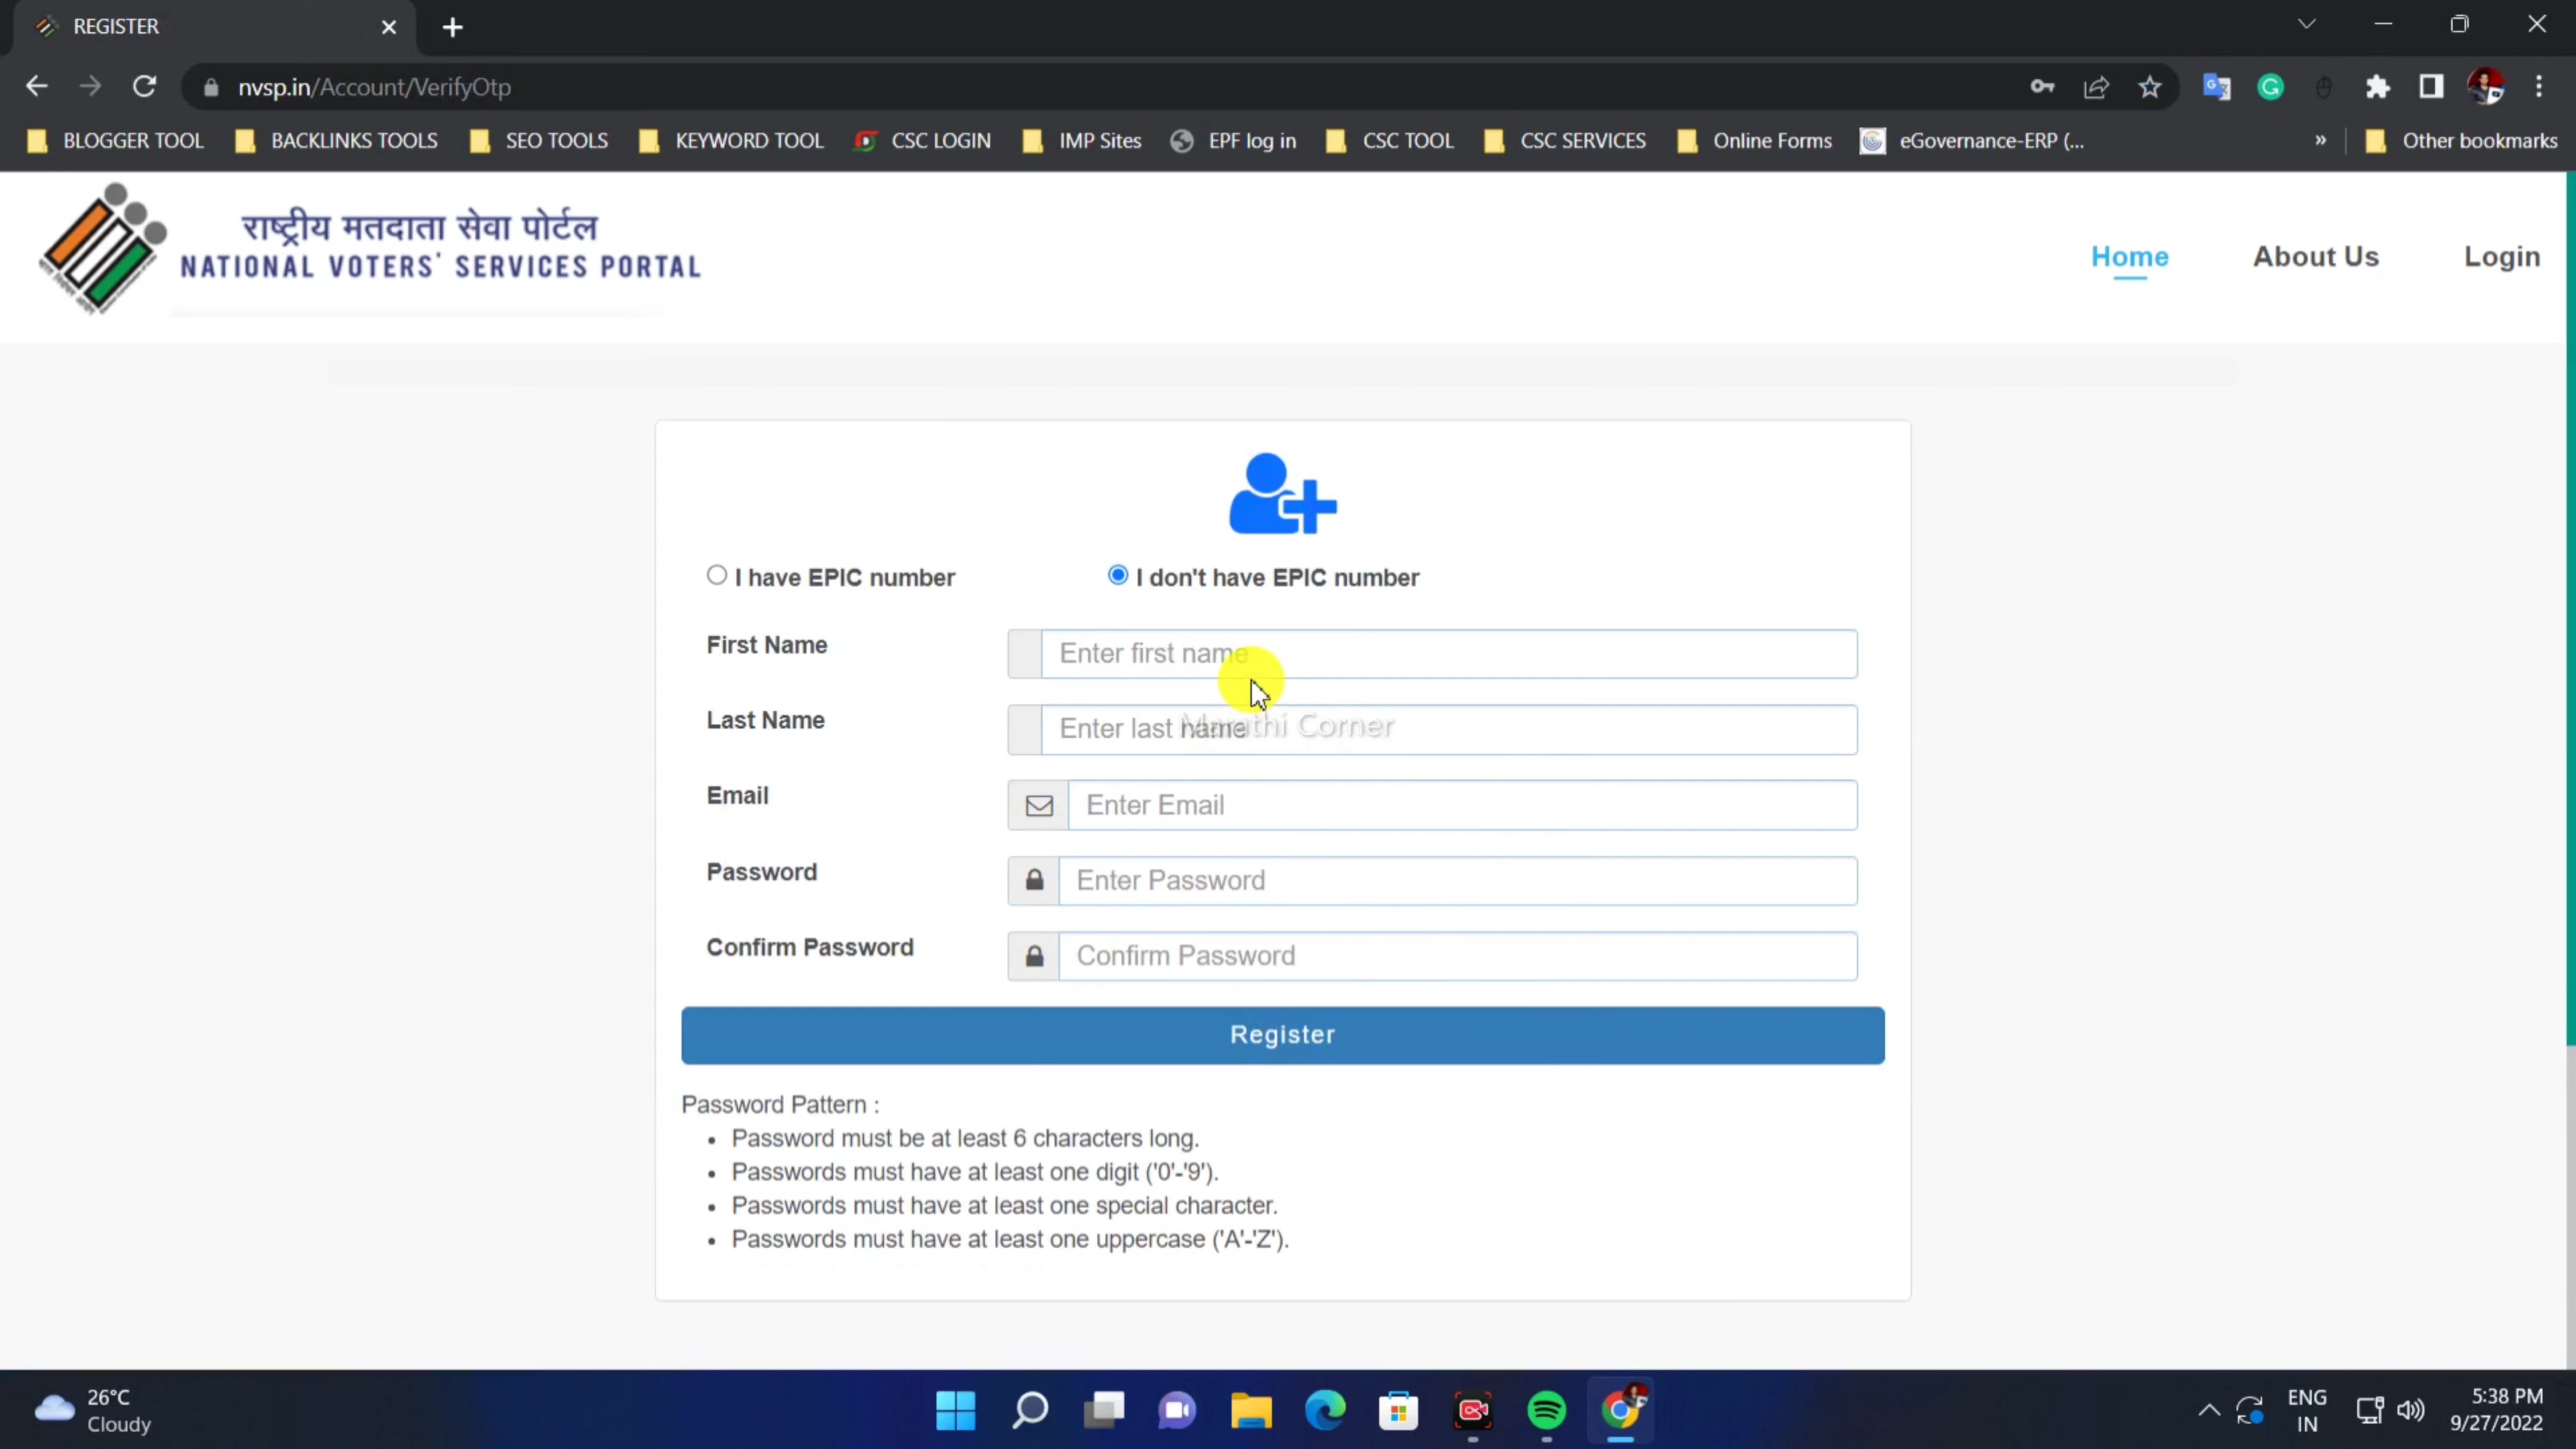 REGISTER
nvsp.in/Account/VerifyOtp
BLOGGER TOOL BACKLINKS TOOLS SEO TOOLS KEYWORD TOOL CSC LOGIN IMP Sites EPF log in CSC TOOL CSC SERVICES Online Forms eGovernance-ERP (... » Other bookmarks
राष्ट्रीय मतदाता सेवा पोर्टल
NATIONAL VOTERS' SERVICES PORTAL
Home About Us Login
I have EPIC number I don't have EPIC number
First Name Enter first name
Last Name Enter last name
Marathi Corner
Email Enter Email
Password Enter Password
Confirm Password Confirm Password
Register
Password Pattern :
• Password must be at least 6 characters long.
• Passwords must have at least one digit ('0'-'9').
• Passwords must have at least one special character.
• Passwords must have at least one uppercase ('A'-'Z').
26°C
Cloudy
ENG
IN
5:38 PM
9/27/2022